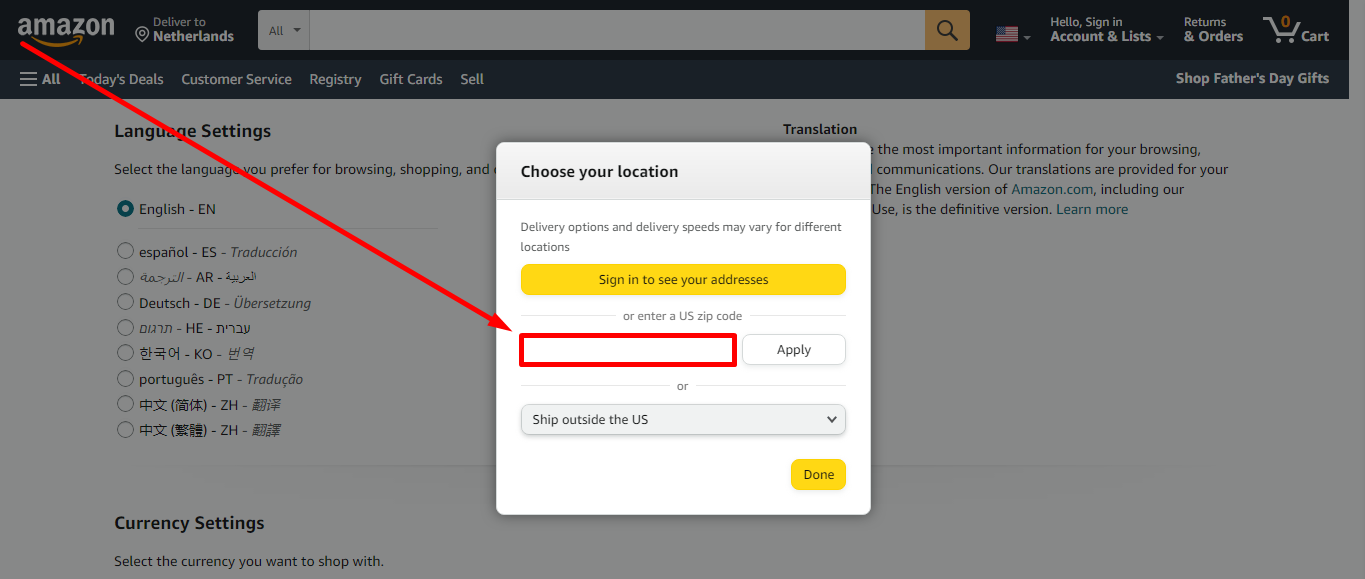 amazon
Deliver to
Netherlands
All
Hello, Sign in
Account & Lists
Returns
& Orders
0
Cart
All
Today's Deals
Customer Service
Registry
Gift Cards
Sell
Shop Father's Day Gifts
Language Settings
Select the language you prefer for browsing, shopping, and
English - EN
español - ES - Traducción
العربية - AR - الترجمة
Deutsch - DE - Übersetzung
עברית - HE - תרגום
한국어 - KO - 번역
português - PT - Tradução
中文 (简体) - ZH - 翻译
中文 (繁體) - ZH - 翻譯
Translation
the most important information for your browsing,
communications. Our translations are provided for your
The English version of Amazon.com, including our
Use, is the definitive version. Learn more
Choose your location
Delivery options and delivery speeds may vary for different
locations
Sign in to see your addresses
or enter a US zip code
Apply
or
Ship outside the US
Done
Currency Settings
Select the currency you want to shop with.